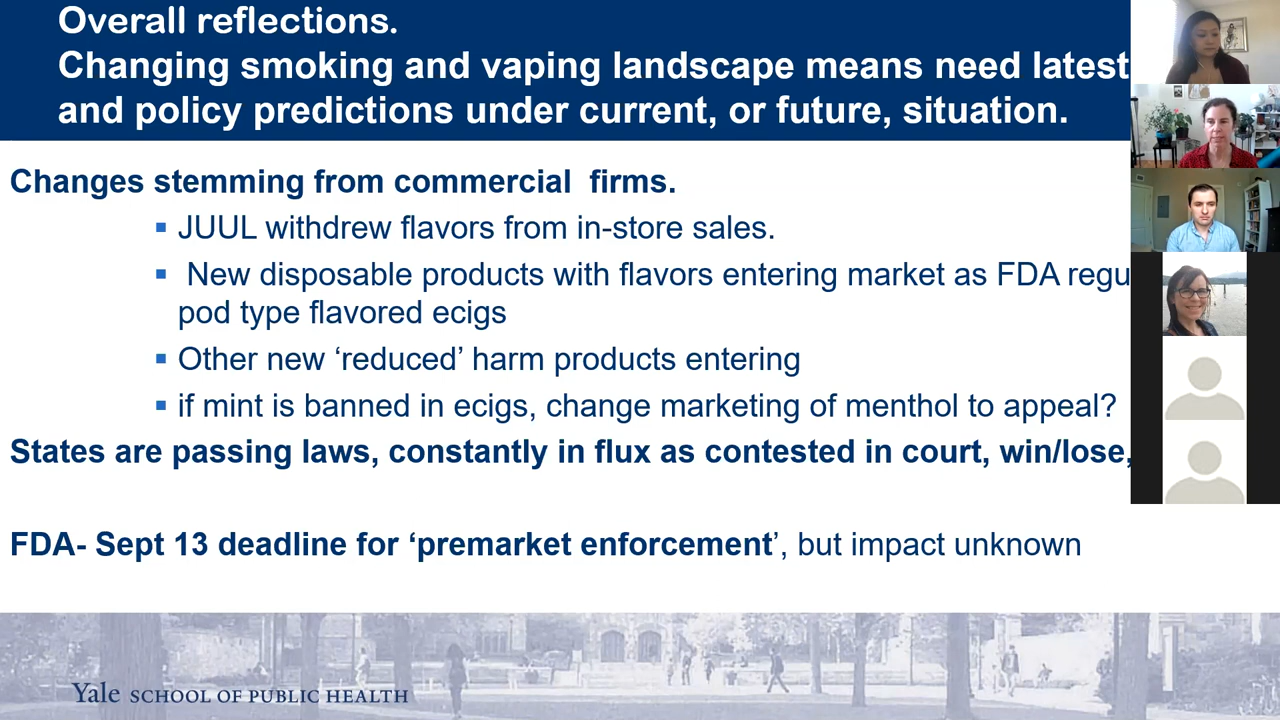 Overall reflections.
Changing smoking and vaping landscape means need latest
and policy predictions under current, or future, situation.
Changes stemming from commercial  firms.
▪ JUUL withdrew flavors from in-store sales.
▪ New disposable products with flavors entering market as FDA regu
pod type flavored ecigs
▪ Other new ‘reduced’ harm products entering
▪ if mint is banned in ecigs, change marketing of menthol to appeal?
States are passing laws, constantly in flux as contested in court, win/lose,
FDA- Sept 13 deadline for ‘premarket enforcement’, but impact unknown
Yale SCHOOL OF PUBLIC HEALTH